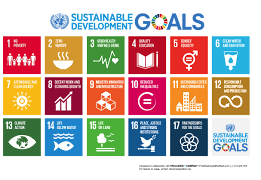 SUSTAINABLE
DEVELOPMENT
GOALS
1 NO
POVERTY
2 ZERO
HUNGER
3 GOOD HEALTH
AND WELL-BEING
4 QUALITY
EDUCATION
5 GENDER
EQUALITY
6 CLEAN WATER
AND SANITATION
7 AFFORDABLE AND
CLEAN ENERGY
8 DECENT WORK AND
ECONOMIC GROWTH
9 INDUSTRY, INNOVATION
AND INFRASTRUCTURE
10 REDUCED
INEQUALITIES
11 SUSTAINABLE CITIES
AND COMMUNITIES
12 RESPONSIBLE
CONSUMPTION
AND PRODUCTION
13 CLIMATE
ACTION
14 LIFE
BELOW WATER
15 LIFE
ON LAND
16 PEACE, JUSTICE
AND STRONG
INSTITUTIONS
17 PARTNERSHIPS
FOR THE GOALS
SUSTAINABLE
DEVELOPMENT
GOALS